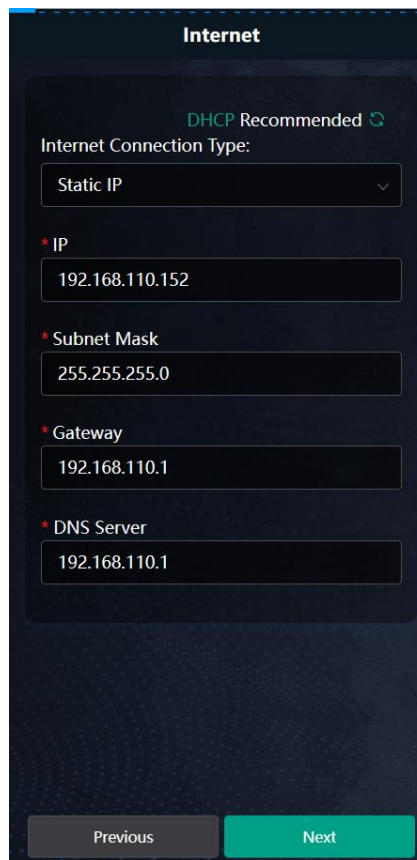 Internet
DHCP Recommended
Internet Connection Type:
Static IP
* IP
192.168.110.152
* Subnet Mask
255.255.255.0
* Gateway
192.168.110.1
* DNS Server
192.168.110.1
Previous Next